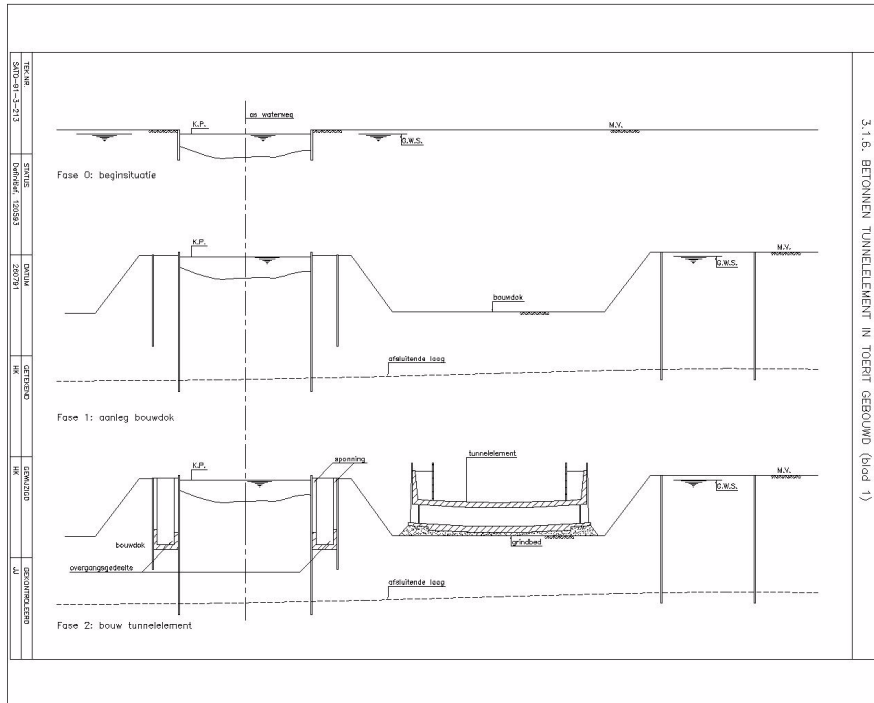 3.1.6. BETONNEN TUNNELELEMENT IN TOERIT GEBOUWD (blad 1)
TEK.NR.
SATO-91-3-213
STATUS
Definitief, 120593
DATUM
260791
GETEKEND
HK
GEWIJZIGD
HK
GEKONTROLEERD
JJ
as waterweg
K.P.
M.V.
G.W.S.
Fase 0: beginsituatie
K.P.
M.V.
G.W.S.
bouwdok
afsluitende laag
Fase 1: aanleg bouwdok
sponning
tunnelelement
K.P.
M.V.
G.W.S.
bouwdok
grindbed
overgangsgedeelte
afsluitende laag
Fase 2: bouw tunnelelement